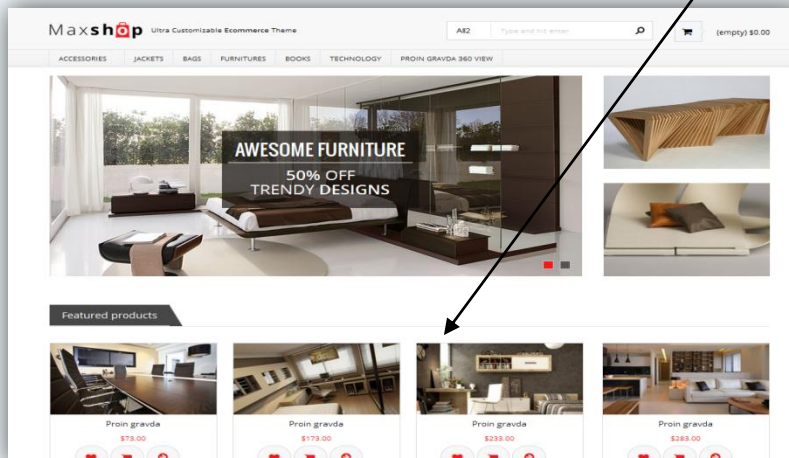 Maxshop Ultra Customizable Ecommerce Theme
All2 Type and hit enter
(empty) $0.00
ACCESSORIES JACKETS BAGS FURNITURES BOOKS TECHNOLOGY PROIN GRAVDA 360 VIEW
AWESOME FURNITURE
50% OFF
TRENDY DESIGNS
Featured products
Proin gravda Proin gravda Proin gravda Proin gravda
$73.00 $173.00 $233.00 $283.00